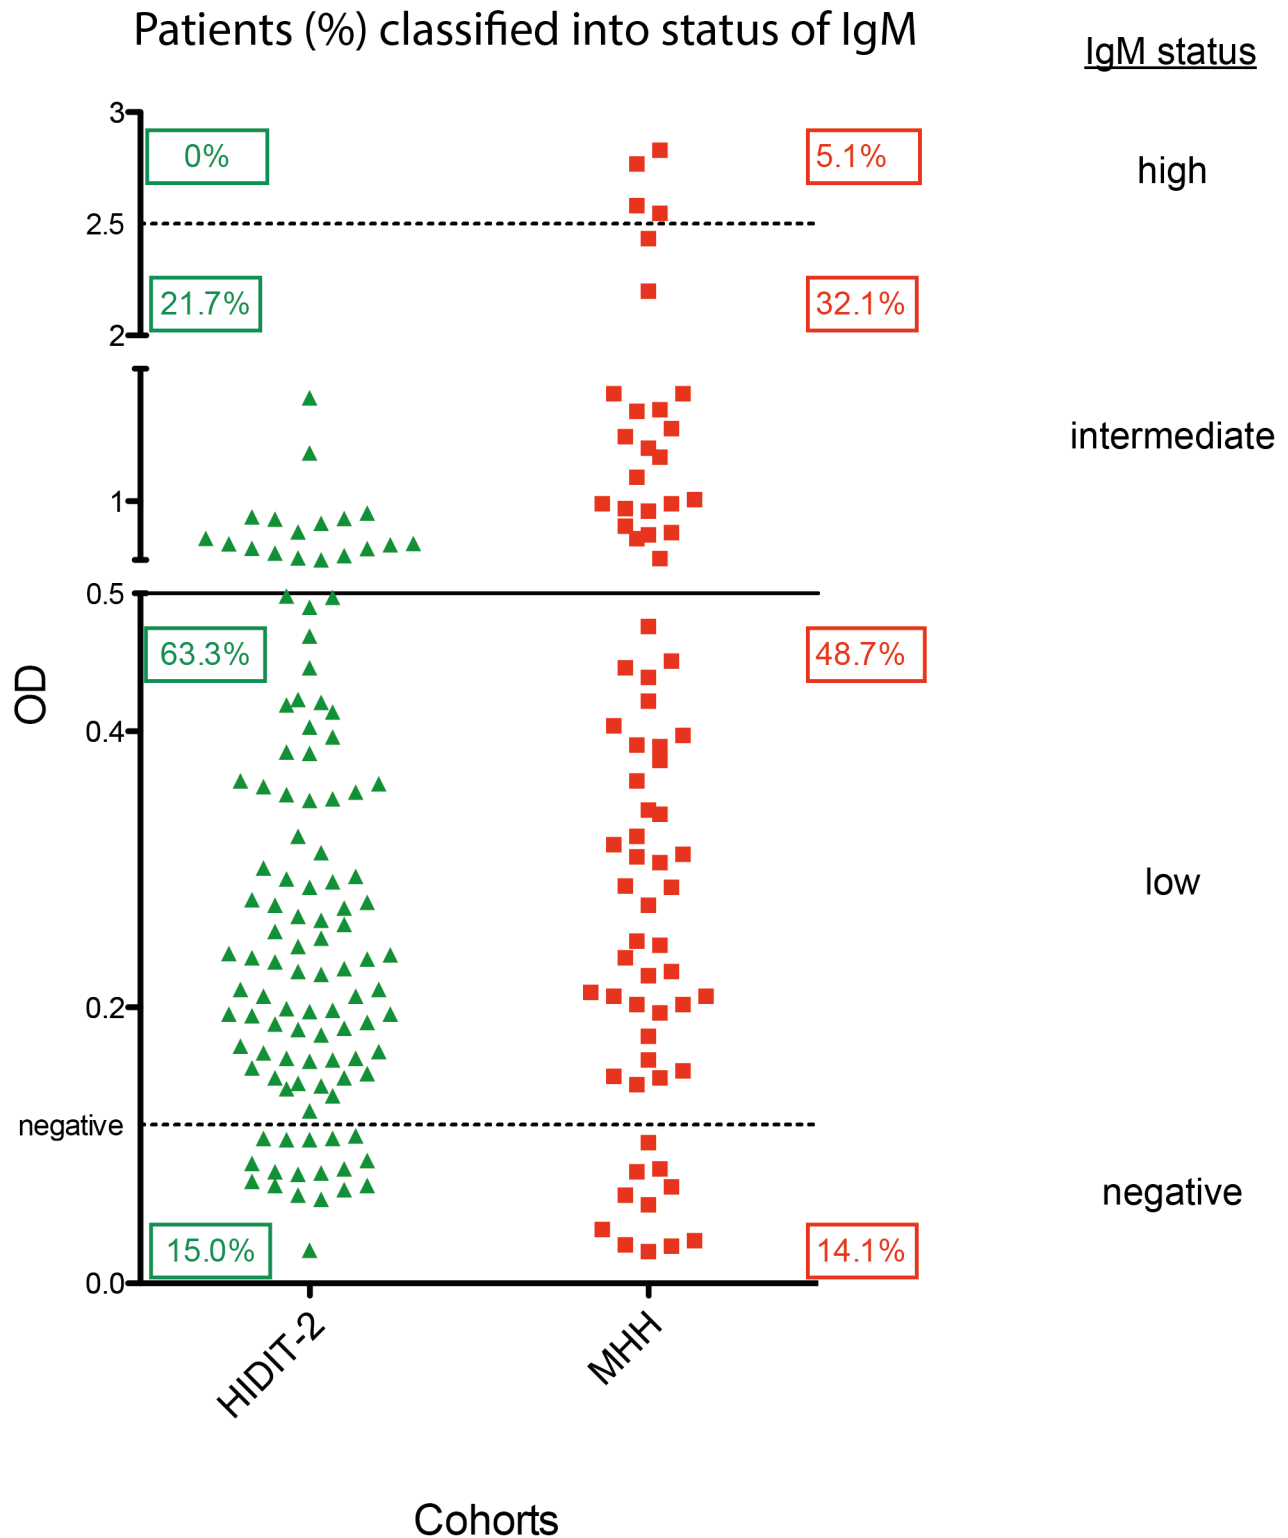 Patients (%) classified into status of IgM
IgM status
3
0%
5.1%
high
2.5
21.7%
32.1%
2
intermediate
1
0.5
63.3%
48.7%
OD
0.4
low
0.2
negative
negative
15.0%
14.1%
0.0
HIDIT-2
MHH
Cohorts